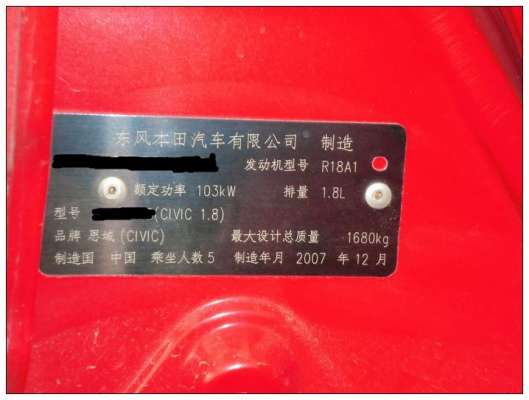 东风本田汽车有限公司 制造
发动机型号 R18A1
额定功率 103kW 排量 1.8L
型号 (CIVIC 1.8)
品牌 思域(CIVIC) 最大设计总质量 1680kg
制造国 中国 乘坐人数 5 制造年月 2007 年 12 月